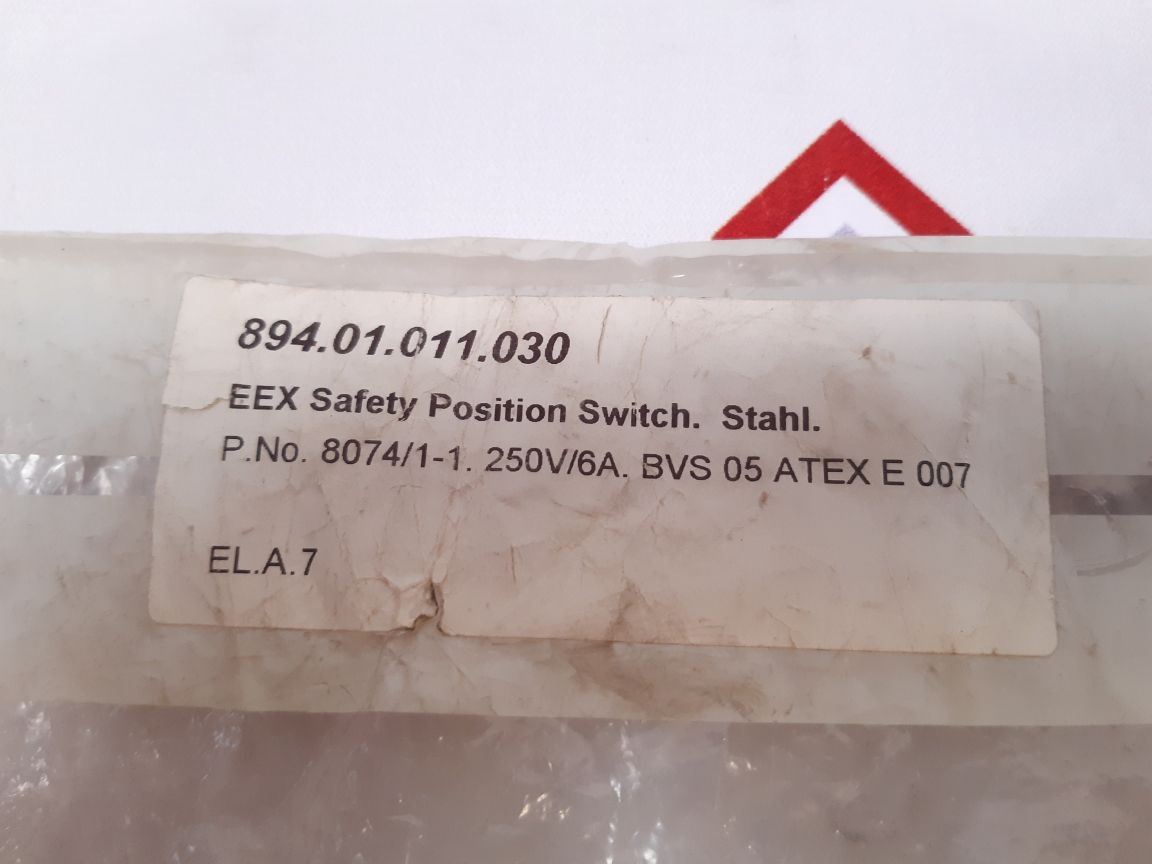 894.01.011.030
EEX Safety Position Switch. Stahl.
P.No. 8074/1-1. 250V/6A. BVS 05 ATEX E 007
EL.A.7